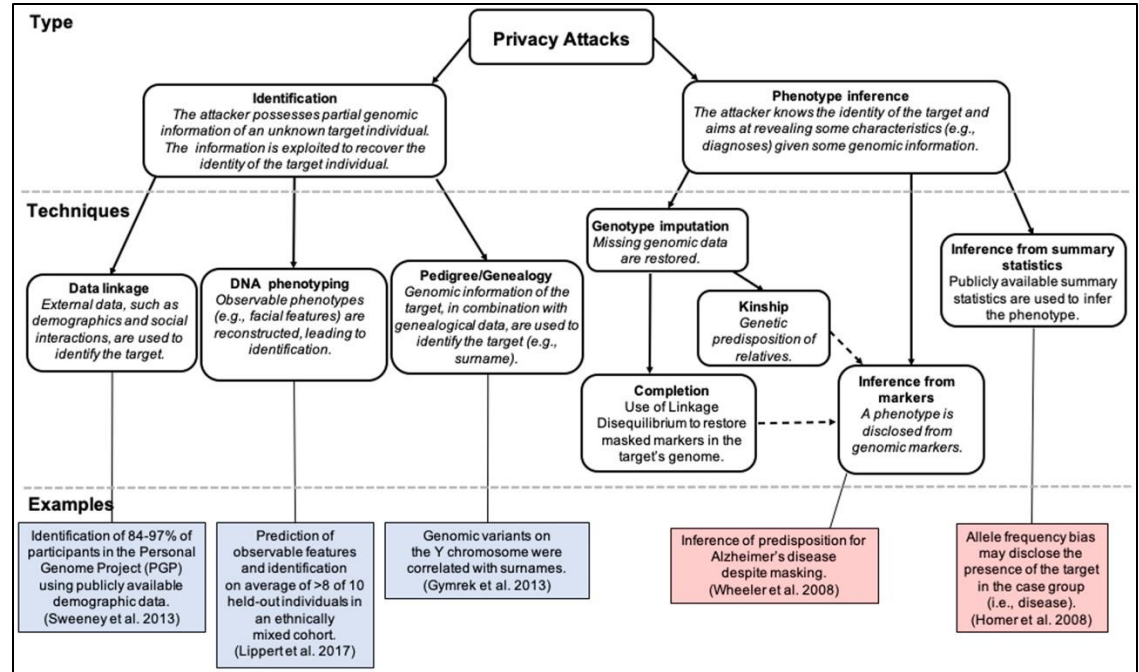 Type
Privacy Attacks
Identification
The attacker possesses partial genomic
information of an unknown target individual.
The information is exploited to recover the
identity of the target individual.
Phenotype inference
The attacker knows the identity of the target and
aims at revealing some characteristics (e.g.,
diagnoses) given some genomic information.
Techniques
Data linkage
External data, such as
demographics and social
interactions, are used to
identify the target.
DNA phenotyping
Observable phenotypes
(e.g., facial features) are
reconstructed, leading to
identification.
Pedigree/Genealogy
Genomic information of the
target, in combination with
genealogical data, are used to
identify the target (e.g.,
surname).
Genotype imputation
Missing genomic data
are restored.
Kinship
Genetic
predisposition of
relatives.
Completion
Use of Linkage
Disequilibrium to restore
masked markers in the
target's genome.
Inference from
markers
A phenotype is
disclosed from
genomic markers.
Inference from summary
statistics
Publicly available summary
statistics are used to infer
the phenotype.
Examples
Identification of 84-97% of
participants in the Personal
Genome Project (PGP)
using publicly available
demographic data.
(Sweeney et al. 2013)
Prediction of
observable features
and identification
on average of >8 of 10
held-out individuals in
an ethnically
mixed cohort.
(Lippert et al. 2017)
Genomic variants on
the Y chromosome were
correlated with surnames.
(Gymrek et al. 2013)
Inference of predisposition for
Alzheimer's disease
despite masking.
(Wheeler et al. 2008)
Allele frequency bias
may disclose the
presence of the target
in the case group
(i.e., disease).
(Homer et al. 2008)